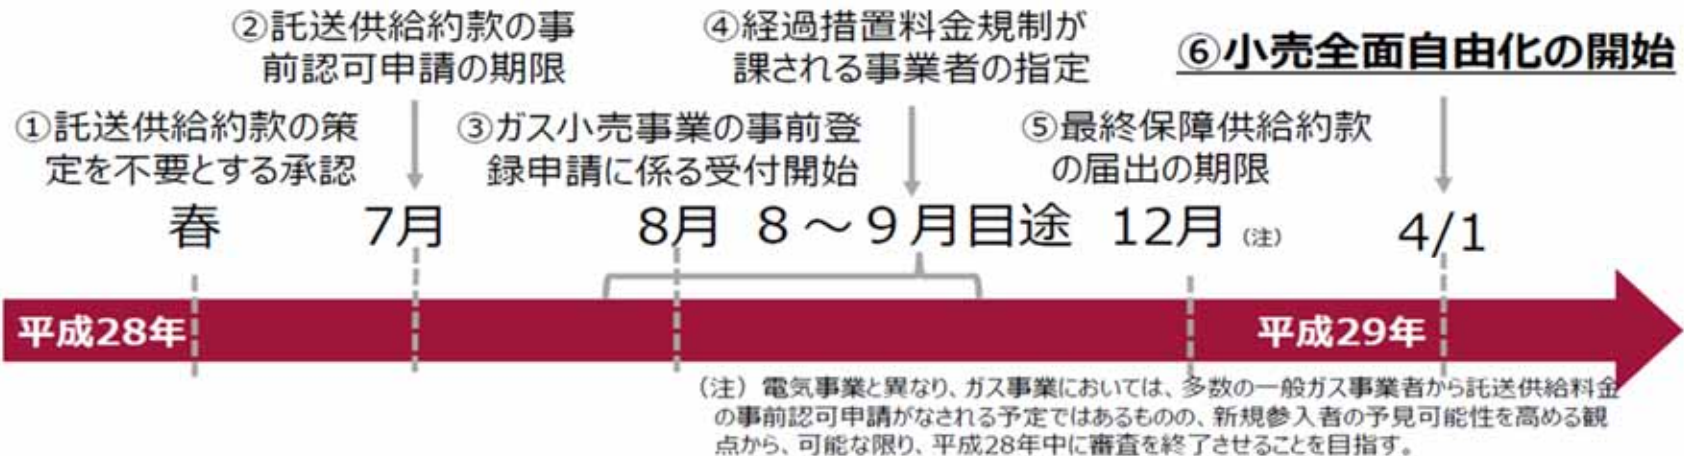 ②託送供給約款の事
前認可申請の期限
④経過措置料金規制が
課される事業者の指定
⑥小売全面自由化の開始
①託送供給約款の策
定を不要とする承認
③ガス小売事業の事前登
録申請に係る受付開始
⑤最終保障供給約款
の届出の期限
春
7月
8月
8～9月目途
12月（注）
4/1
平成28年
平成29年
（注）電気事業と異なり、ガス事業においては、多数の一般ガス事業者から託送供給料金
の事前認可申請がなされる予定ではあるものの、新規参入者の予見可能性を高める観
点から、可能な限り、平成28年中に審査を終了させることを目指す。